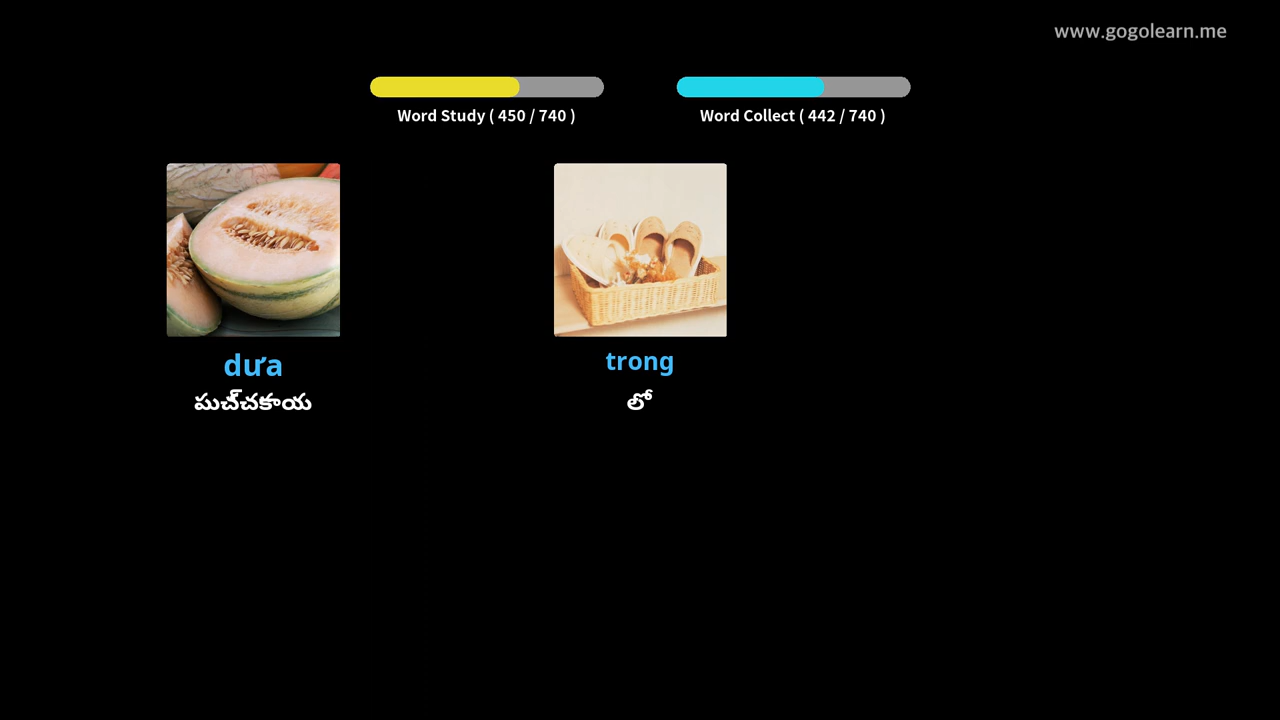 www.gogolearn.me
Word Study ( 450 / 740 )
Word Collect ( 442 / 740 )
dưa
పుచ్చకాయ
trong
లో